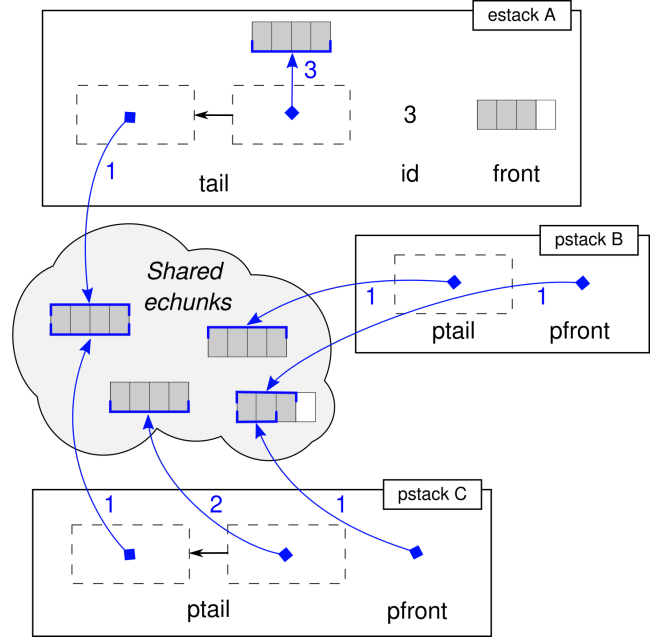 estack A
3
3
1
tail
id
front
pstack B
Shared
echunks
1
1
ptail
pfront
pstack C
1
2
1
ptail
pfront